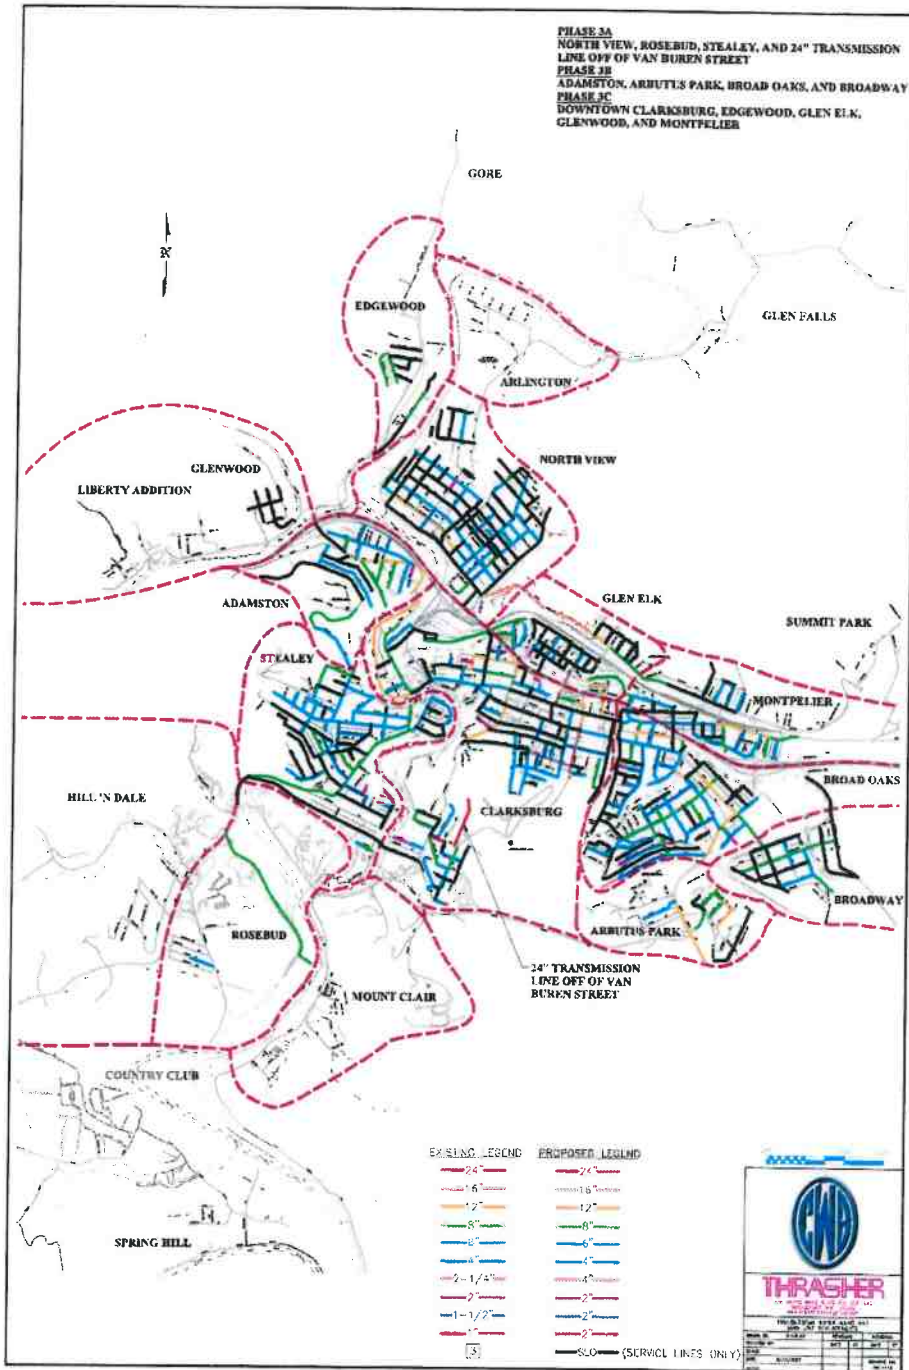 PHASE 3A
NORTH VIEW, ROSEBUD, STEALEY, AND 24" TRANSMISSION
LINE OFF OF VAN BUREN STREET
PHASE 3B
ADAMSTON, ARBUTUS PARK, BROAD OAKS, AND BROADWAY
PHASE 3C
DOWNTOWN CLARKSBURG, EDGEWOOD, GLEN ELK,
GLENWOOD, AND MONTPELIER
GORE
N
EDGEWOOD
GLEN FALLS
ARLINGTON
NORTH VIEW
GLENWOOD
LIBERTY ADDITION
ADAMSTON
GLEN ELK
SUMMIT PARK
STEALEY
MONTPELIER
BROAD OAKS
HILL 'N DALE
CLARKSBURG
BROADWAY
ROSEBUD
ARBUTUS PARK
24" TRANSMISSION
LINE OFF OF VAN
BUREN STREET
MOUNT CLAIR
COUNTRY CLUB
SPRING HILL
EXISTING LEGEND PROPOSED LEGEND
24" 24"
16" 16"
12" 12"
8" 8"
6" 6"
4" 4"
2-1/4" 4"
2" 2"
1-1/2" 2"
1" 2"
SLO (SERVICE LINES ONLY)
CWB
THRASHER